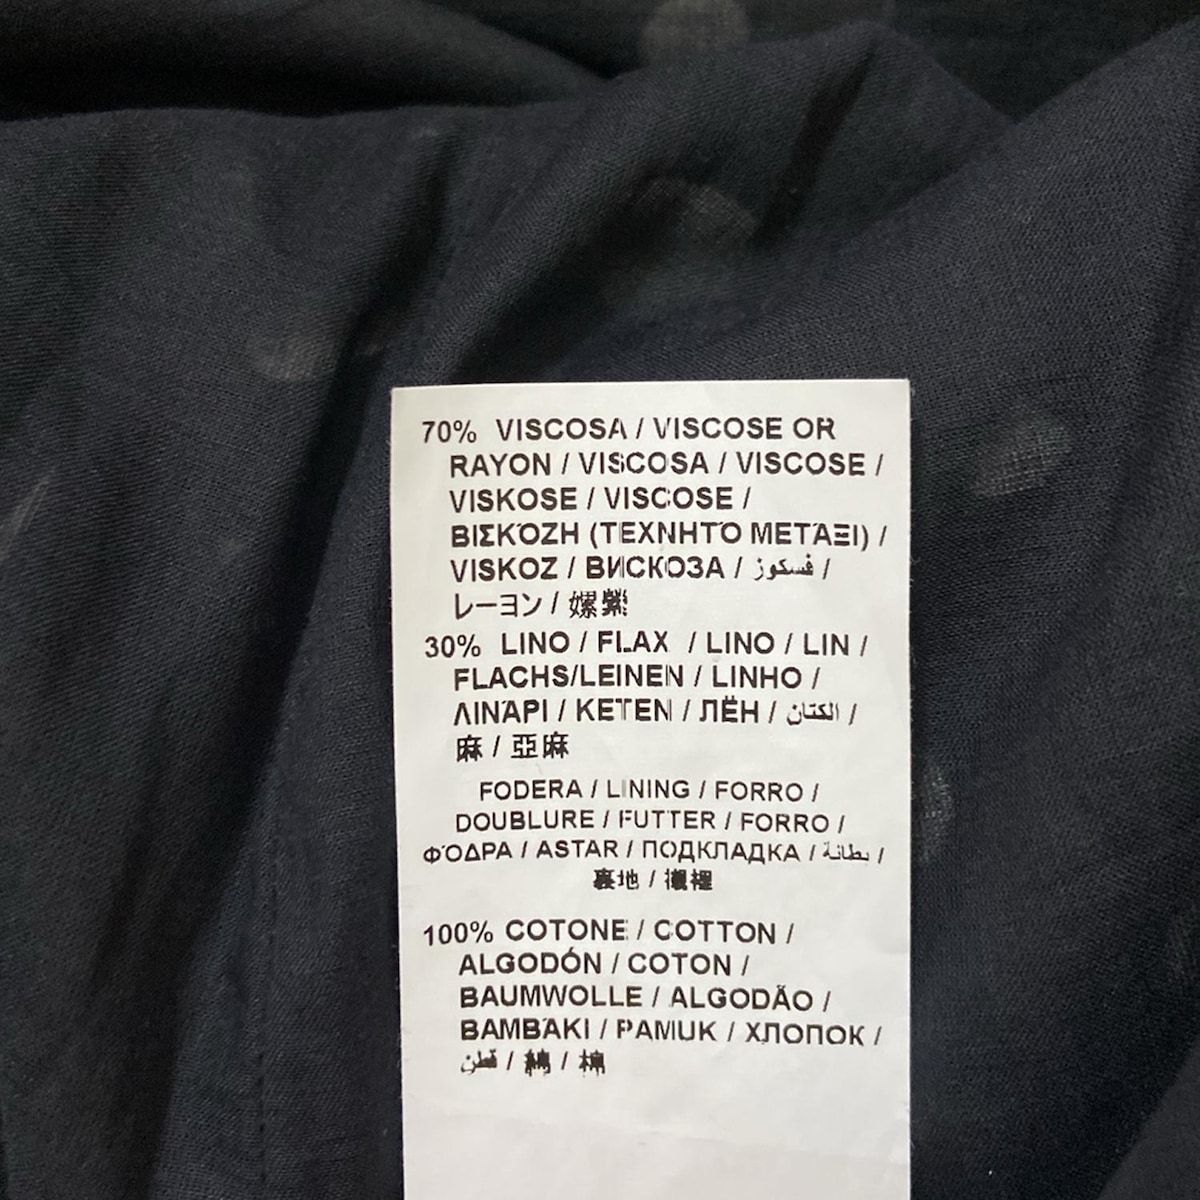 70% VISCOSA / VISCOSE OR
RAYON / VISCOSA / VISCOSE /
VISKOSE / VISCOSE /
ΒΙΣΚΌΖΗ (ΤΕΧΝΗΤΌ ΜΕΤΆΞΙ) /
VISKOZ / ВИСКОЗА / فسكوز /
レーヨン / 嫘縈
30% LINO / FLAX / LINO / LIN /
FLACHS/LEINEN / LINHO /
ΛΙΝΆΡΙ / KETEN / ЛЁН / الكتان /
麻 / 亞麻
FODERA / LINING / FORRO /
DOUBLURE / FUTTER / FORRO /
ΦΌΔΡΑ / ASTAR / ПОДКЛАДКА / بطانة /
裏地 / 襯裡
100% COTONE / COTTON /
ALGODÓN / COTON /
BAUMWOLLE / ALGODÃO /
ΒΑΜΒΆΚΙ / PAMUK / ХЛОПОК /
قطن / 綿 / 棉